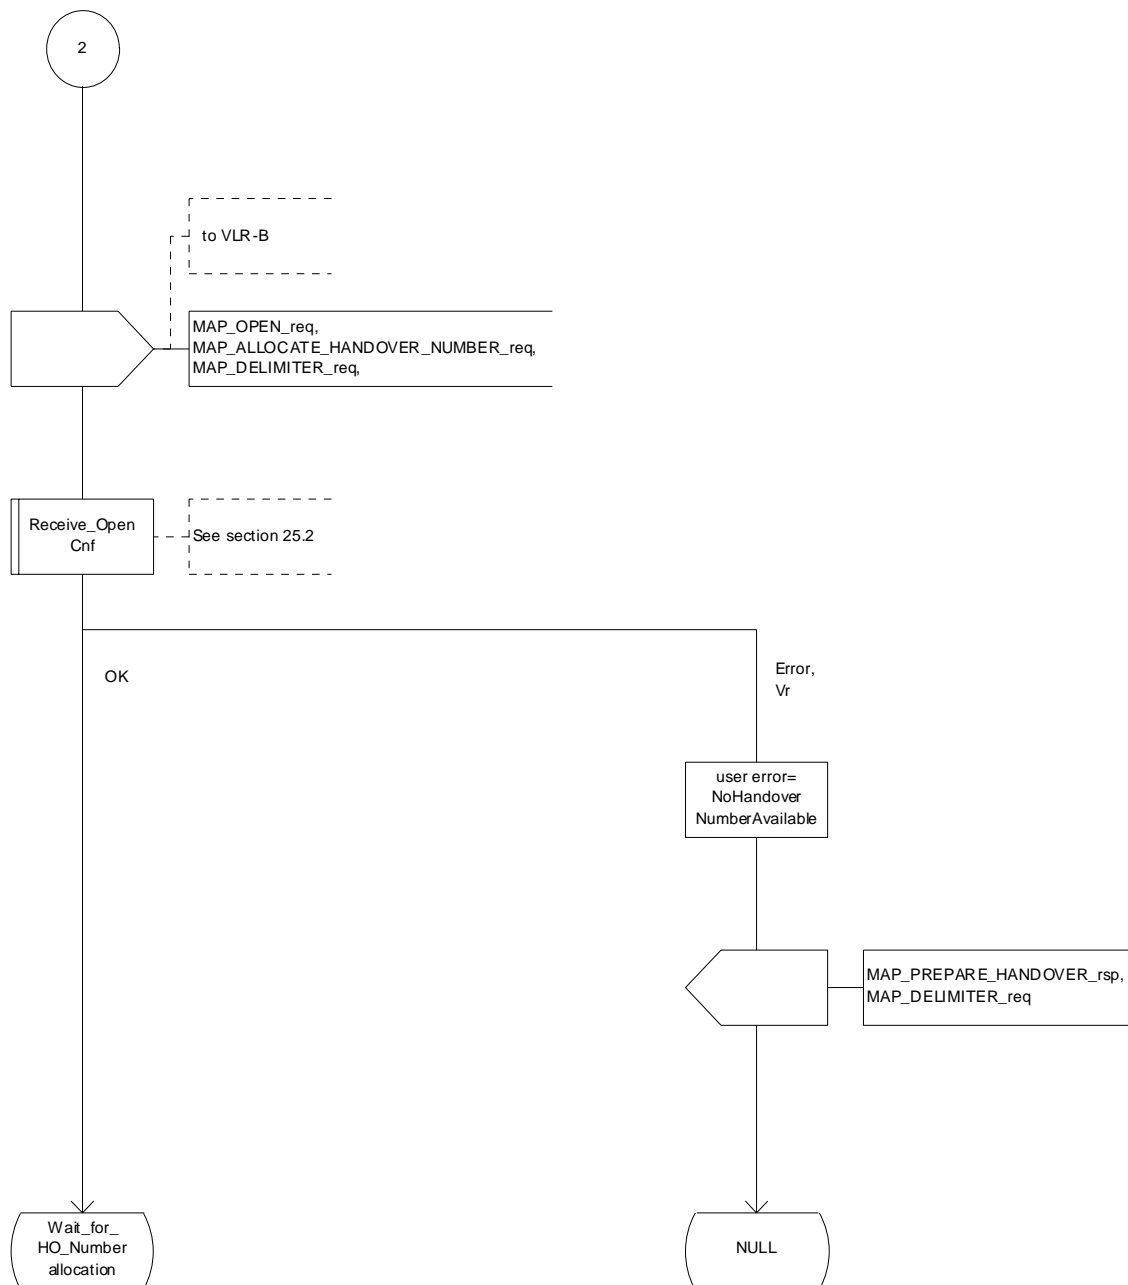 2
to VLR-B
MAP_OPEN_req,
MAP_ALLOCATE_HANDOVER_NUMBER_req,
MAP_DELIMITER_req,
Receive_Open
Cnf
See section 25.2
OK
Error,
Vr
user error=
NoHandover
NumberAvailable
MAP_PREPARE_HANDOVER_rsp,
MAP_DELIMITER_req
Wait_for_
HO_Number
allocation
NULL